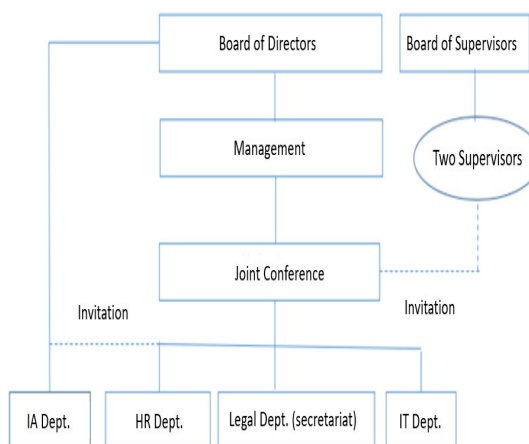 Board of Directors
Board of Supervisors
Management
Two Supervisors
Joint Conference
Invitation
Invitation
IA Dept.
HR Dept.
Legal Dept. (secretariat)
IT Dept.